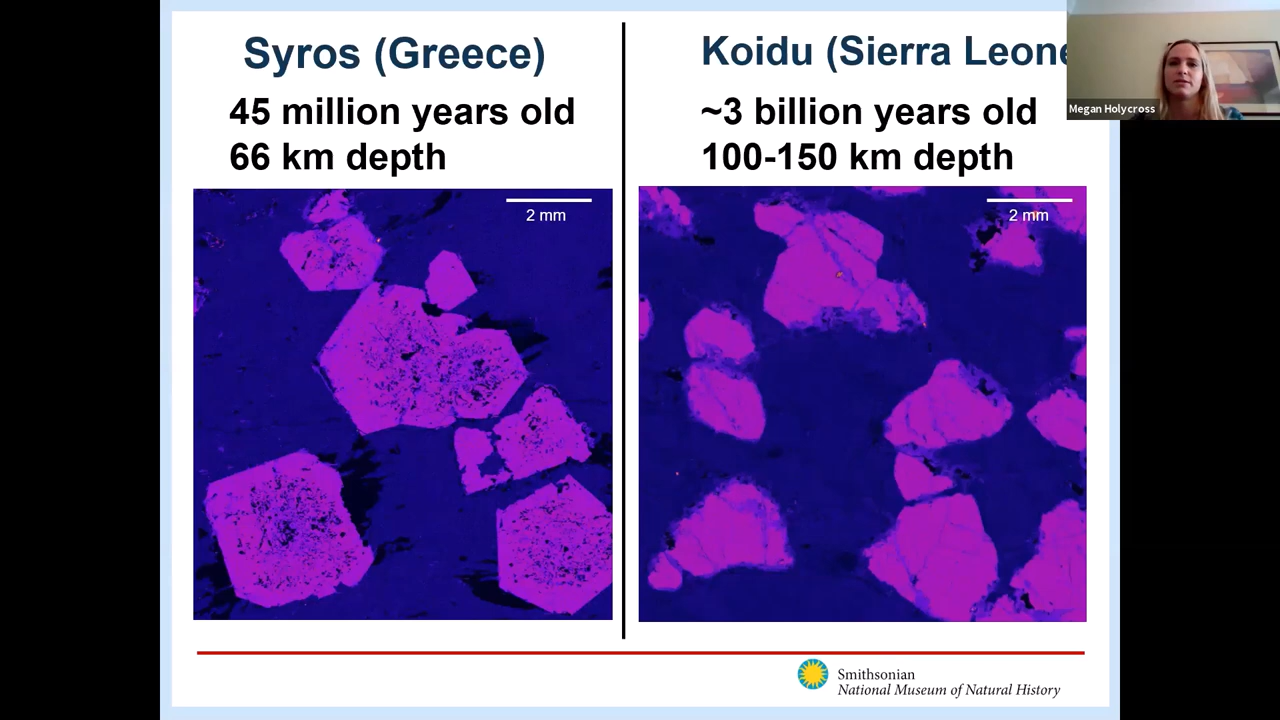 Syros (Greece)
45 million years old
66 km depth
2 mm
Koidu (Sierra Leone
~3 billion years old
100-150 km depth
2 mm
Megan Holycross
Smithsonian
National Museum of Natural History